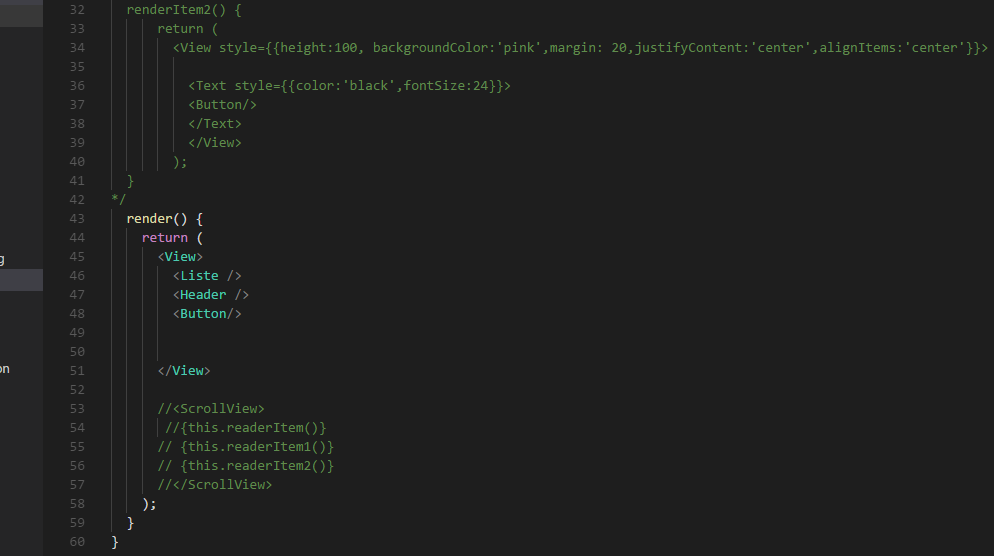 32 renderItem2() {
33 return (
34 <View style={{height:100, backgroundColor:'pink',margin: 20,justifyContent:'center',alignItems:'center'}}>
35
36 <Text style={{color:'black',fontSize:24}}>
37 <Button/>
38 </Text>
39 </View>
40 );
41 }
42 */
43 render() {
44 return (
45 <View>
46 <Liste />
47 <Header />
48 <Button/>
49
50
51 </View>
52
53 //<ScrollView>
54 //{this.readerItem()}
55 // {this.readerItem1()}
56 // {this.readerItem2()}
57 //</ScrollView>
58 );
59 }
60 }
g
on